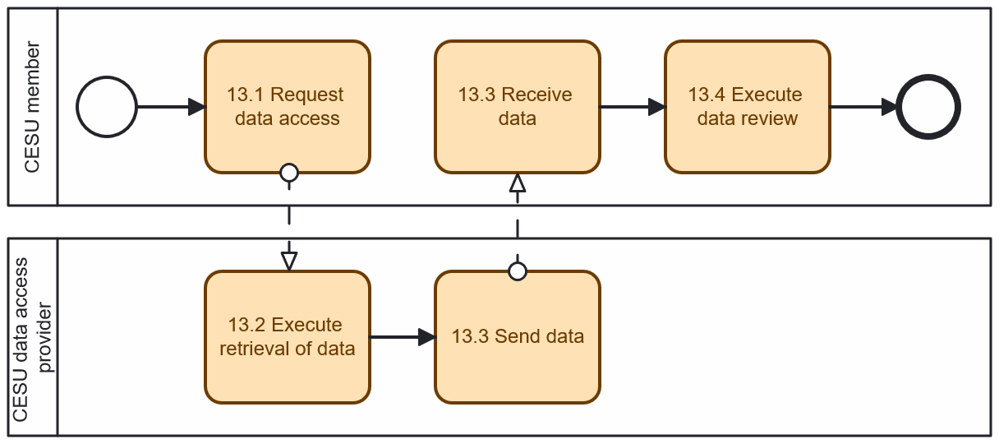 CESU member
13.1 Request
data access
13.3 Receive
data
13.4 Execute
data review
CESU data access
provider
13.2 Execute
retrieval of data
13.3 Send data